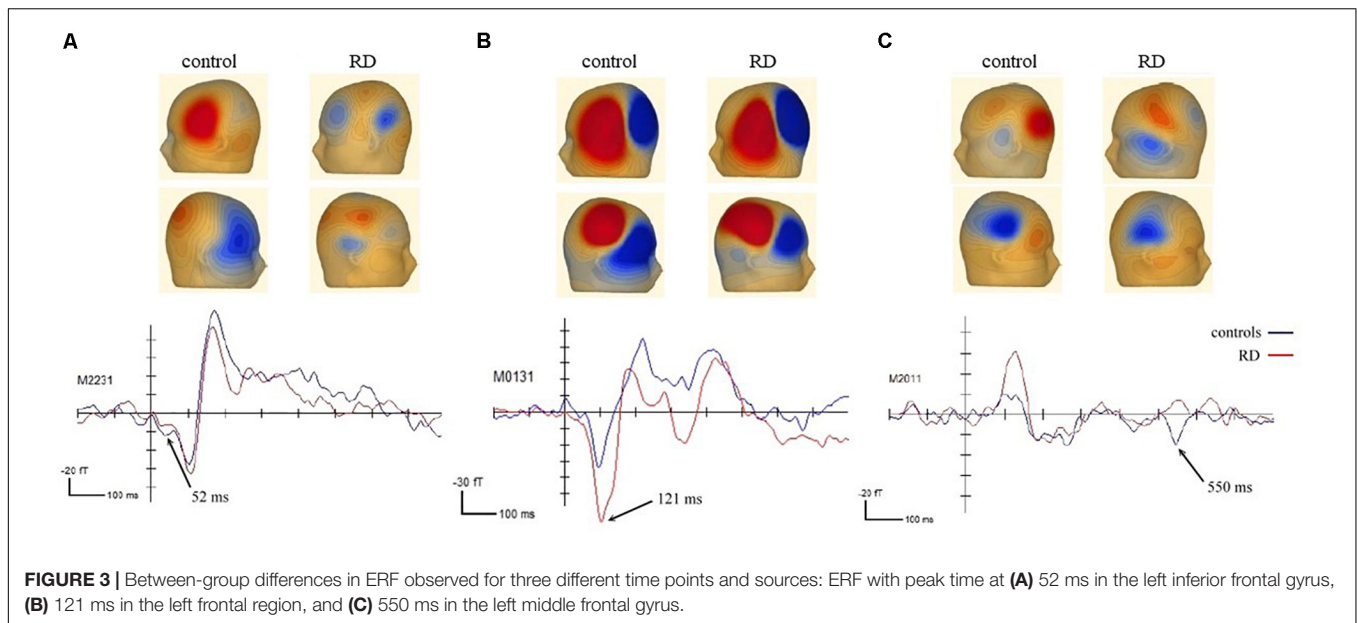 A
B
C
control RD
control RD
control RD
M2231
-20 fT
100 ms
52 ms
M0131
-30 fT
100 ms
121 ms
controls
RD
M2011
-20 fT
100 ms
550 ms
FIGURE 3 | Between-group differences in ERF observed for three different time points and sources: ERF with peak time at (A) 52 ms in the left inferior frontal gyrus,
(B) 121 ms in the left frontal region, and (C) 550 ms in the left middle frontal gyrus.